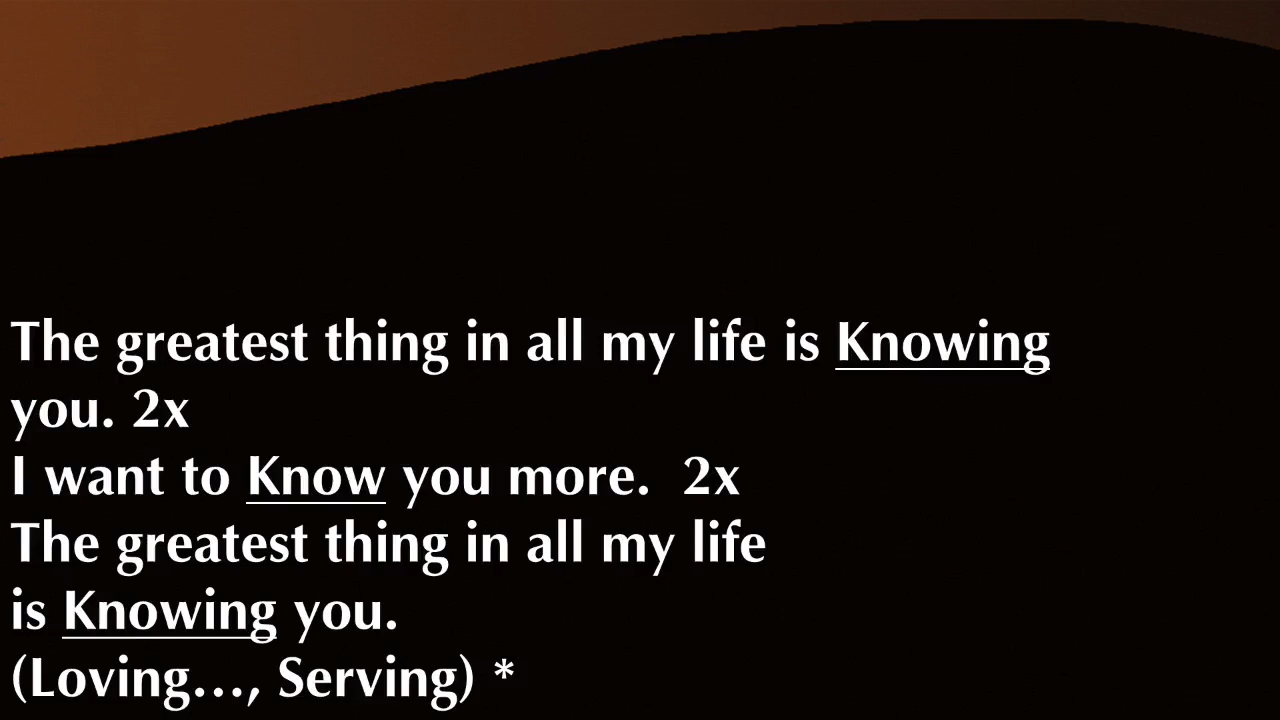 The greatest thing in all my life is Knowing
you. 2x
I want to Know you more.  2x
The greatest thing in all my life
is Knowing you.
(Loving..., Serving) *